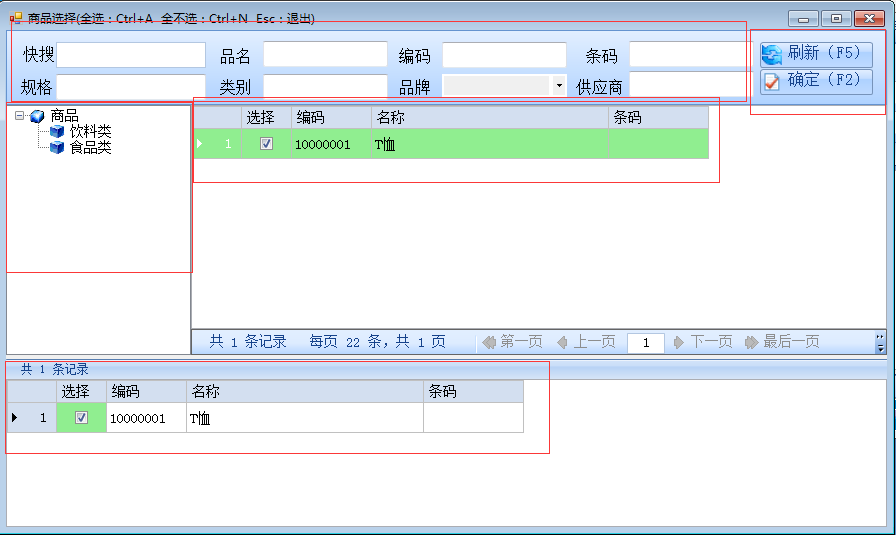 商品选择(全选：Ctrl+A 全不选：Ctrl+N Esc：退出)
快搜 品名 编码 条码 刷新（F5）
规格 类别 品牌 供应商 确定（F2）
商品
饮料类
食品类
选择 编码 名称 条码
1 10000001 T恤
共 1 条记录 每页 22 条，共 1 页 第一页 上一页 1 下一页 最后一页
共 1 条记录
选择 编码 名称 条码
1 10000001 T恤